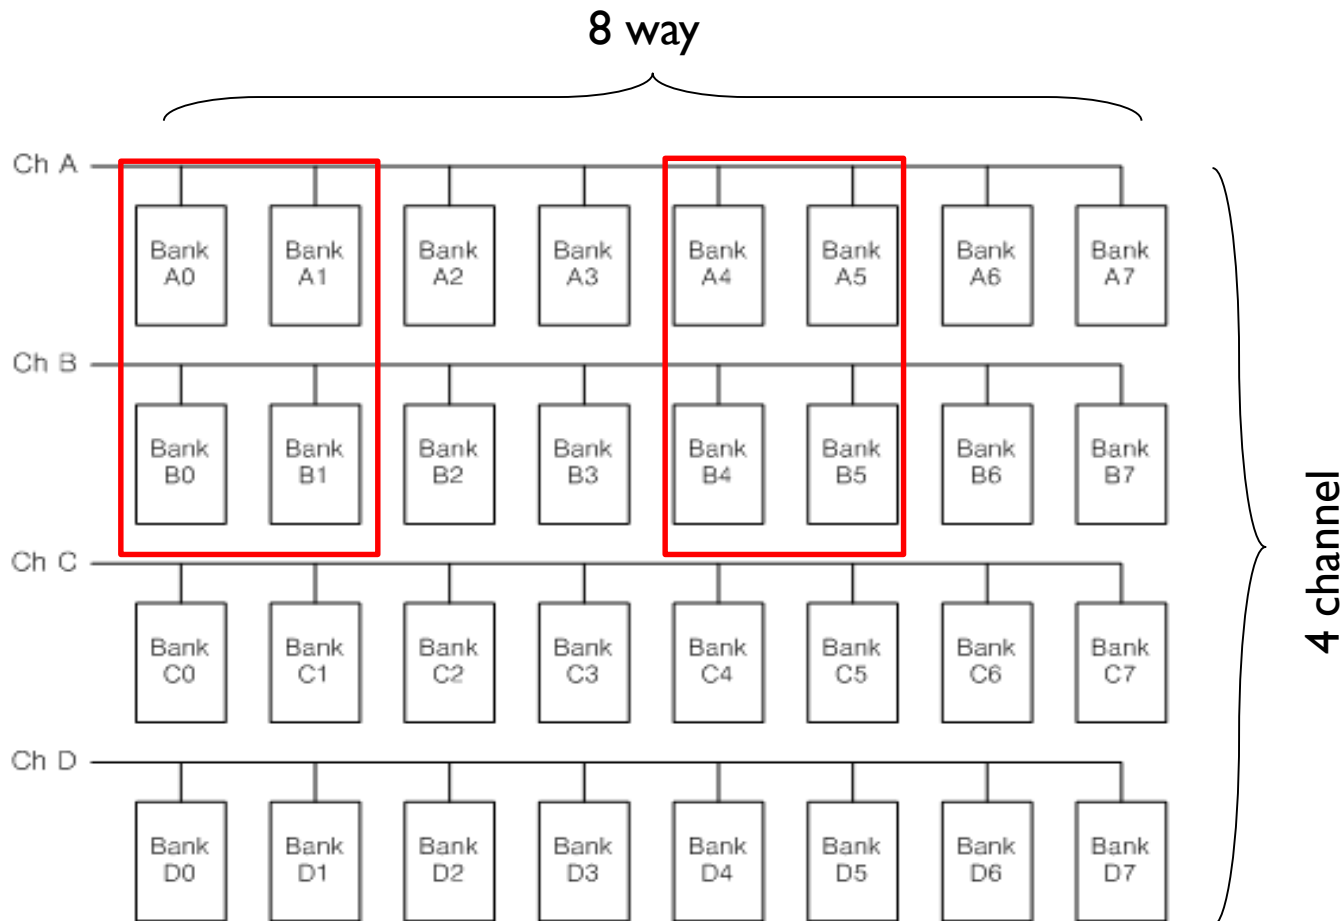 8 way
Ch A
Bank Bank Bank Bank Bank Bank Bank Bank
A0 A1 A2 A3 A4 A5 A6 A7
Ch B
Bank Bank Bank Bank Bank Bank Bank Bank
B0 B1 B2 B3 B4 B5 B6 B7
4 channel
Ch C
Bank Bank Bank Bank Bank Bank Bank Bank
C0 C1 C2 C3 C4 C5 C6 C7
Ch D
Bank Bank Bank Bank Bank Bank Bank Bank
D0 D1 D2 D3 D4 D5 D6 D7